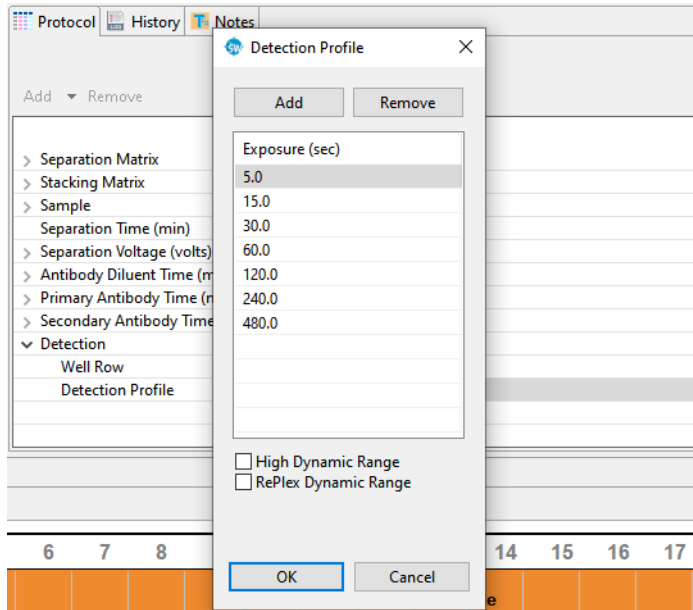 Protocol History Notes
SW Detection Profile
Add Remove
Add Remove
Exposure (sec)
5.0
15.0
30.0
60.0
120.0
240.0
480.0
Separation Matrix
Stacking Matrix
Sample
Separation Time (min)
Separation Voltage (volts)
Antibody Diluent Time (m
Primary Antibody Time (n
Secondary Antibody Time
Detection
Well Row
Detection Profile
High Dynamic Range
RePlex Dynamic Range
OK Cancel
6 7 8 14 15 16 17
e